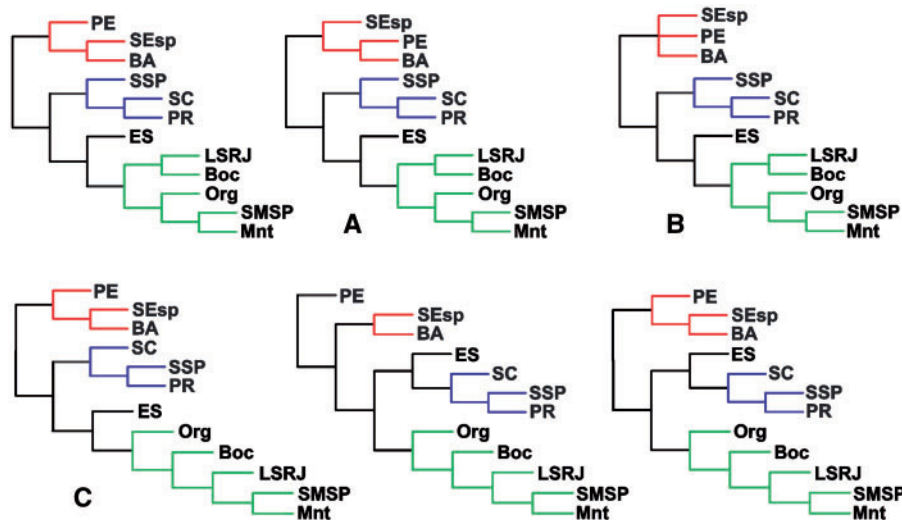 PE
SEsp
BA
SSP
SC
PR
ES
LSRJ
Boc
Org
SMSP
Mnt
SEsp
PE
BA
SSP
SC
PR
ES
LSRJ
Boc
Org
SMSP
Mnt
A
SEsp
PE
BA
SSP
SC
PR
ES
LSRJ
Boc
Org
SMSP
Mnt
B
PE
SEsp
BA
SC
SSP
PR
ES
Org
Boc
LSRJ
SMSP
Mnt
C
PE
SEsp
BA
ES
SC
SSP
PR
Org
Boc
LSRJ
SMSP
Mnt
PE
SEsp
BA
ES
SC
SSP
PR
Org
Boc
LSRJ
SMSP
Mnt